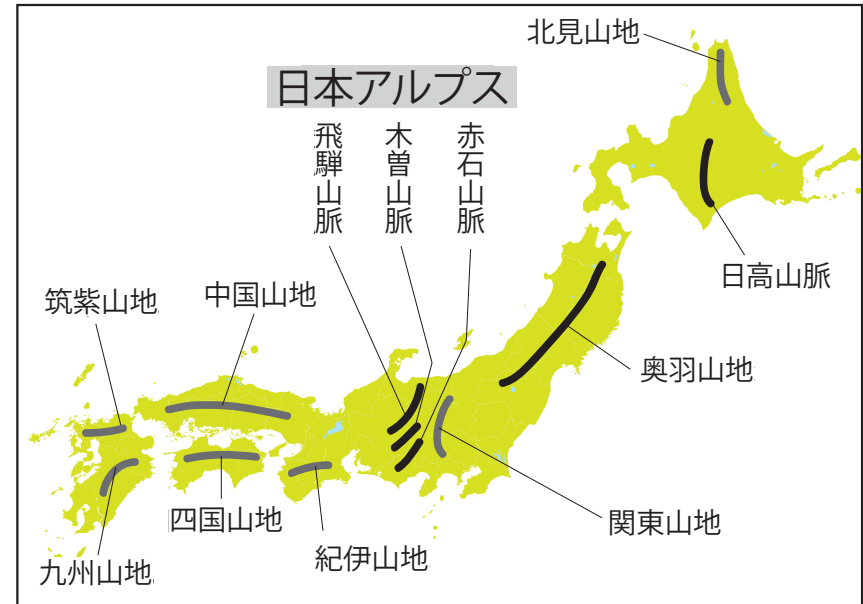 北見山地
日本アルプス
飛騨山脈
木曽山脈
赤石山脈
日高山脈
筑紫山地
中国山地
奥羽山地
四国山地
関東山地
紀伊山地
九州山地